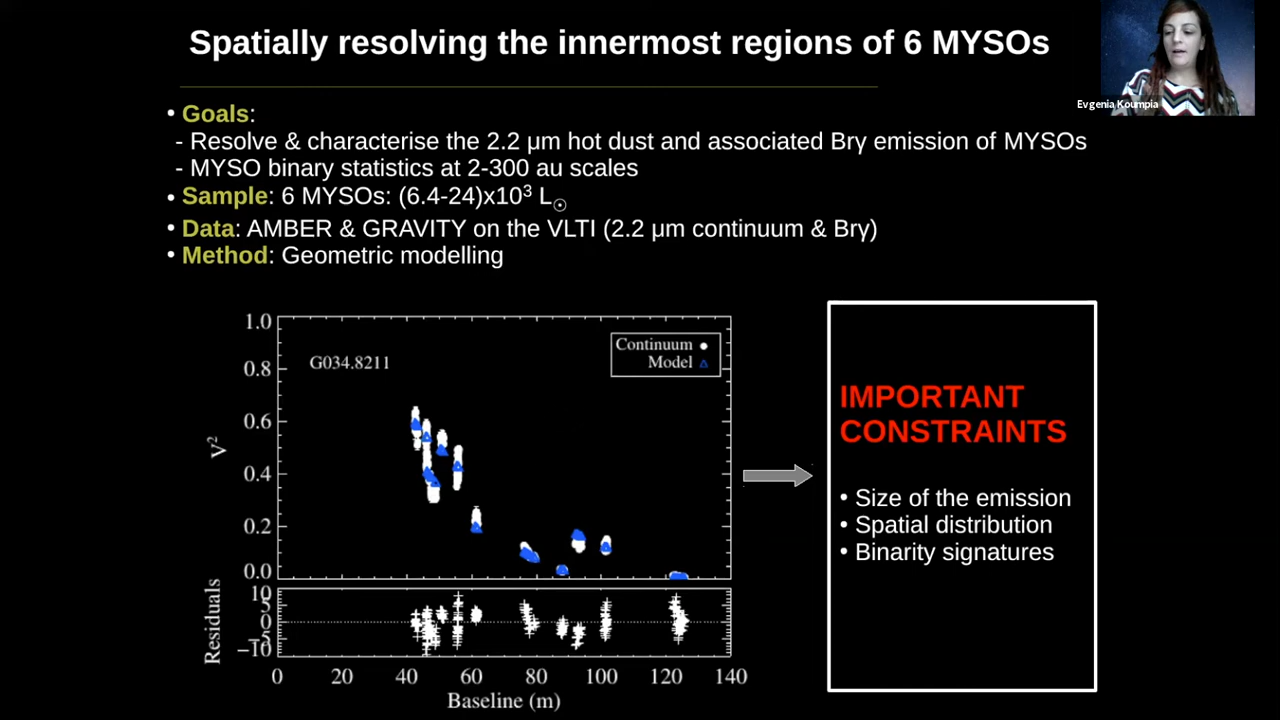 Spatially resolving the innermost regions of 6 MYSOs
Evgenia Koumpia
• Goals:
- Resolve & characterise the 2.2 μm hot dust and associated Brγ emission of MYSOs
- MYSO binary statistics at 2-300 au scales
• Sample: 6 MYSOs: (6.4-24)x10³ L☉
• Data: AMBER & GRAVITY on the VLTI (2.2 μm continuum & Brγ)
• Method: Geometric modelling
1.0
0.8
0.6
0.4
0.2
0.0
V²
G034.8211
Continuum
Model
10
5
0
−5
−10
Residuals
0 20 40 60 80 100 120 140
Baseline (m)
IMPORTANT
CONSTRAINTS
• Size of the emission
• Spatial distribution
• Binarity signatures